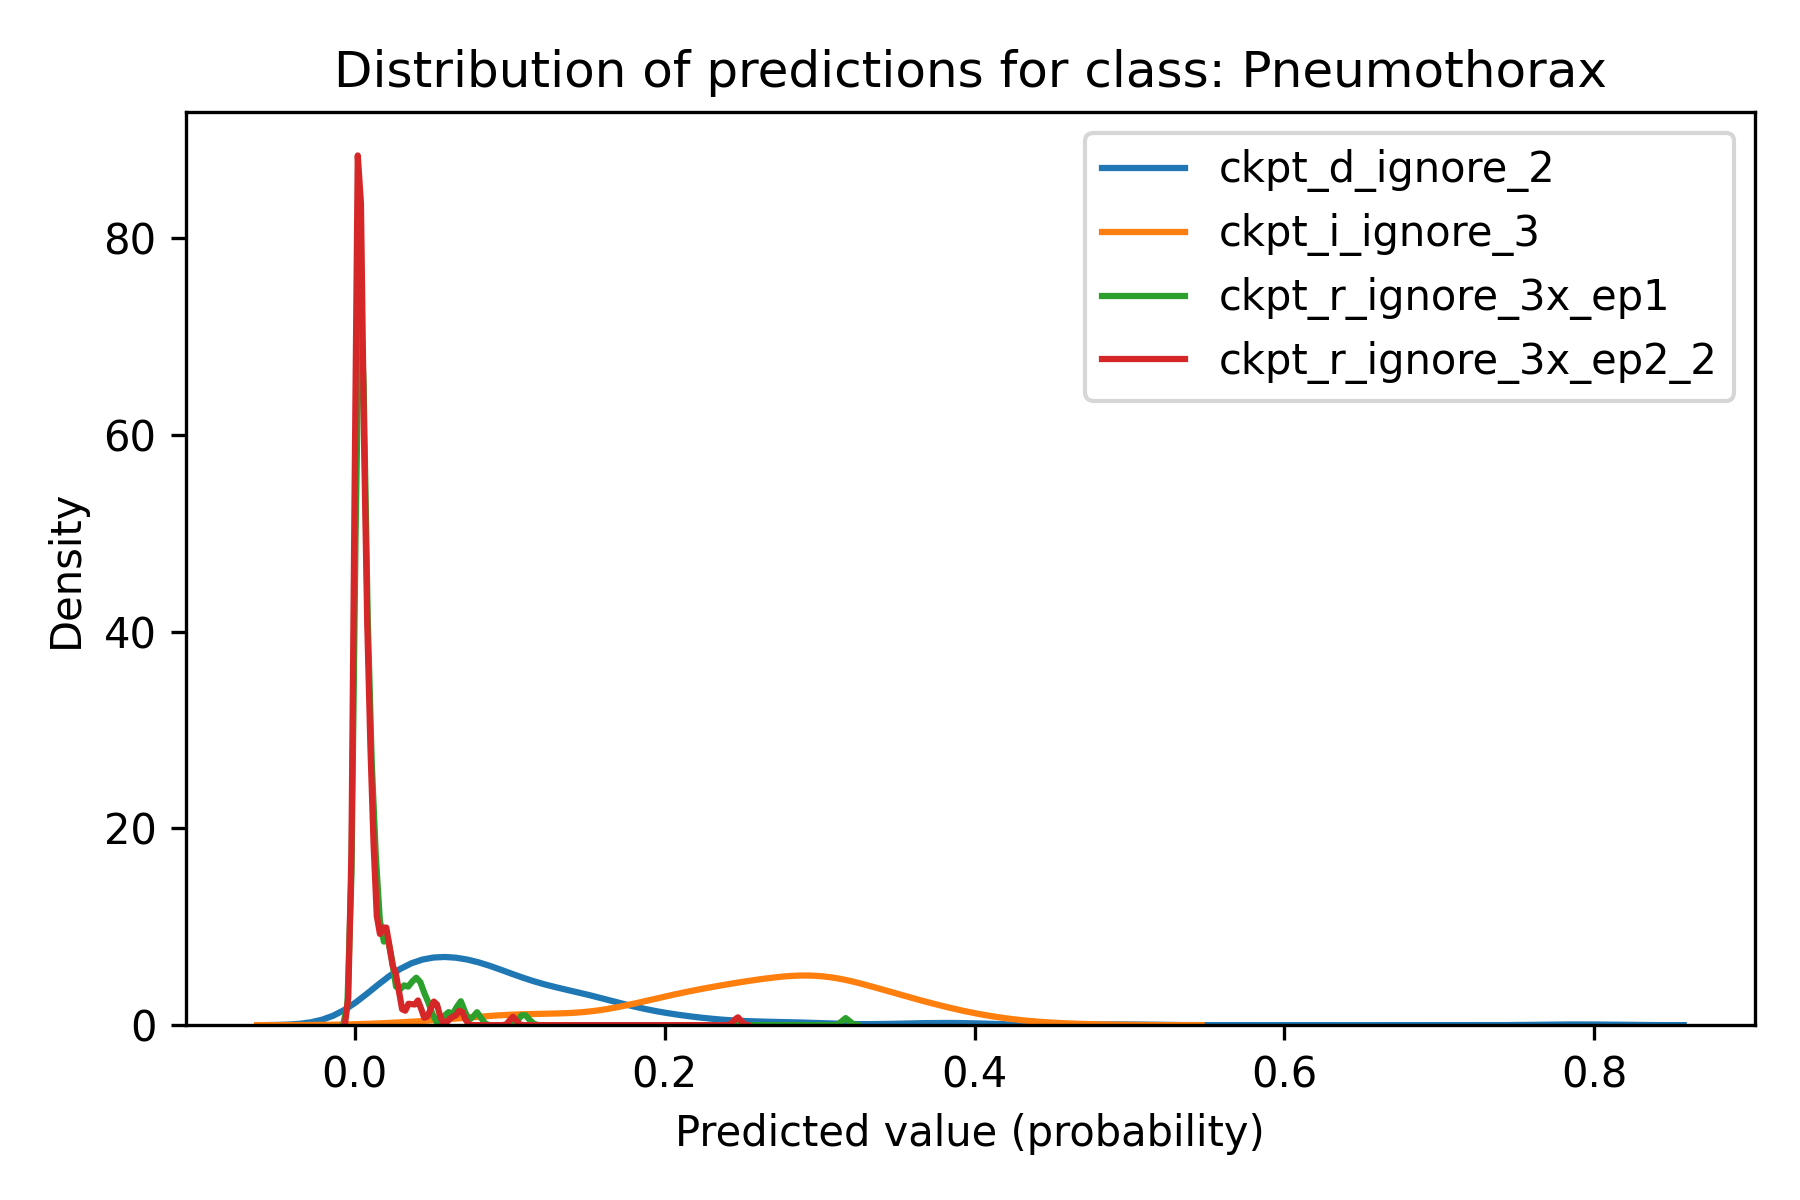 Distribution of predictions for class: Pneumothorax
ckpt_d_ignore_2
ckpt_i_ignore_3
ckpt_r_ignore_3x_ep1
ckpt_r_ignore_3x_ep2_2
Density
80
60
40
20
0
0.0 0.2 0.4 0.6 0.8
Predicted value (probability)